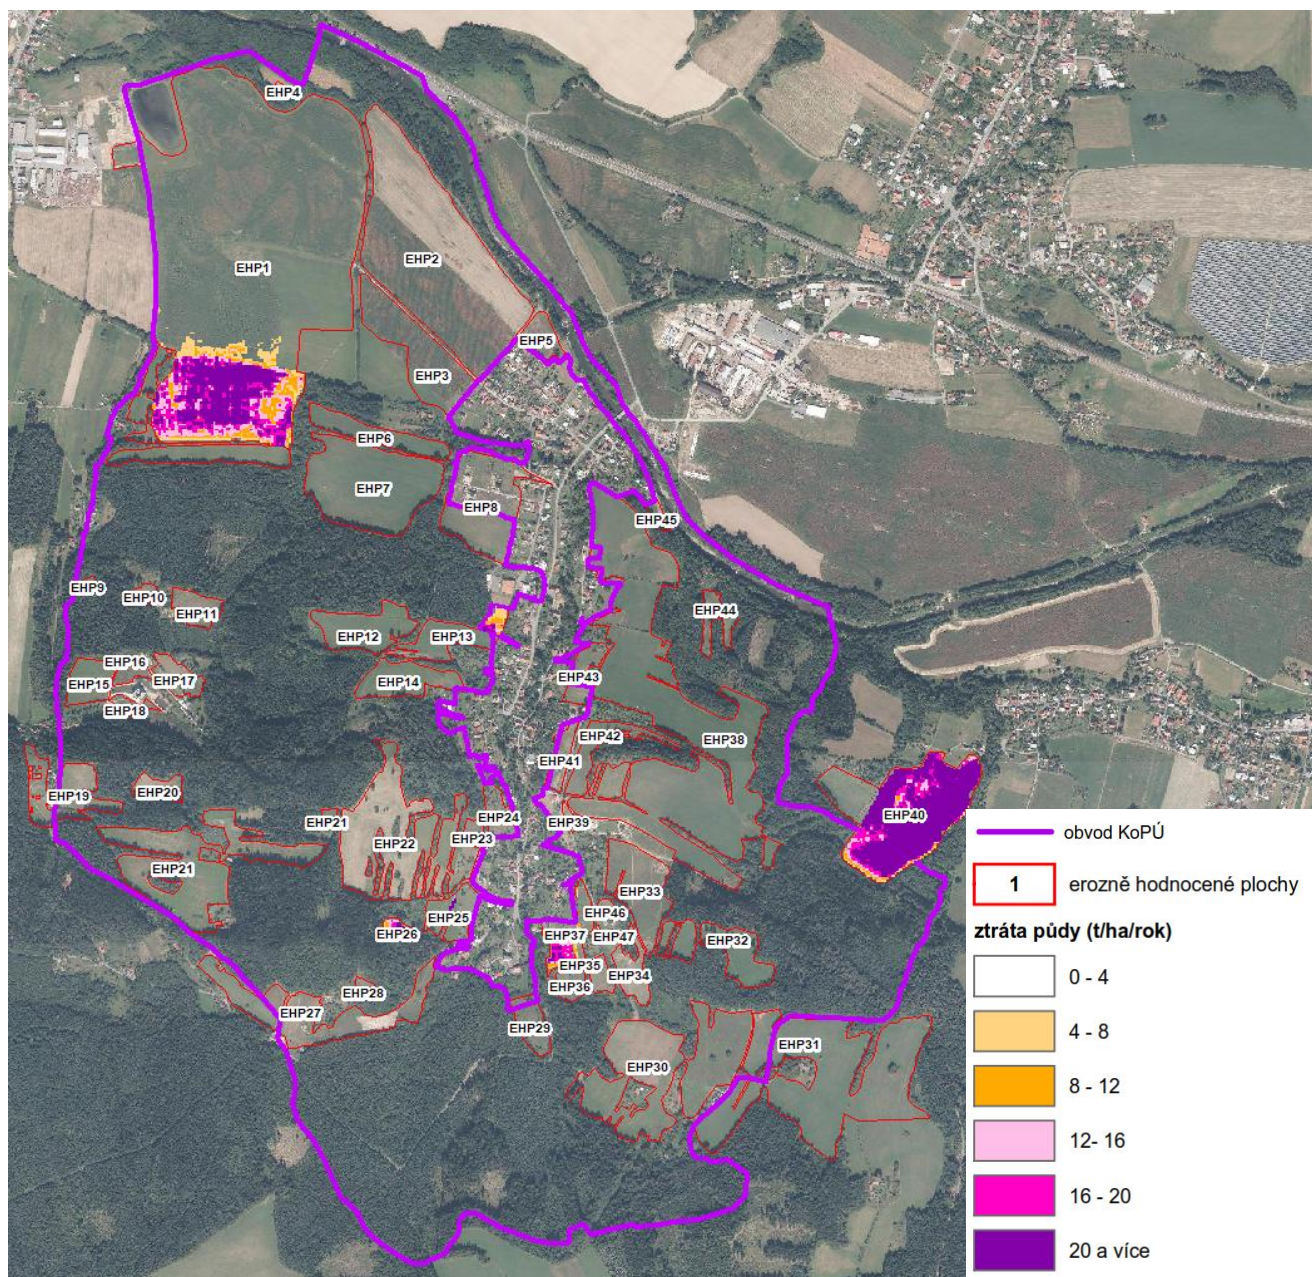 EHP4
EHP2
EHP1
EHP5
EHP3
EHP6
EHP7
EHP8
EHP45
EHP9
EHP10
EHP11
EHP44
EHP12
EHP13
EHP16
EHP43
EHP15
EHP17
EHP14
EHP18
EHP42
EHP38
EHP41
EHP19
EHP20
EHP24
EHP40
EHP21
EHP39
EHP23
EHP22
EHP21
EHP33
EHP46
EHP25
EHP26
EHP37
EHP47
EHP32
EHP35
EHP34
EHP36
EHP28
EHP27
EHP29
EHP31
EHP30
obvod KoPÚ
1 erozně hodnocené plochy
ztráta půdy (t/ha/rok)
0 - 4
4 - 8
8 - 12
12- 16
16 - 20
20 a více